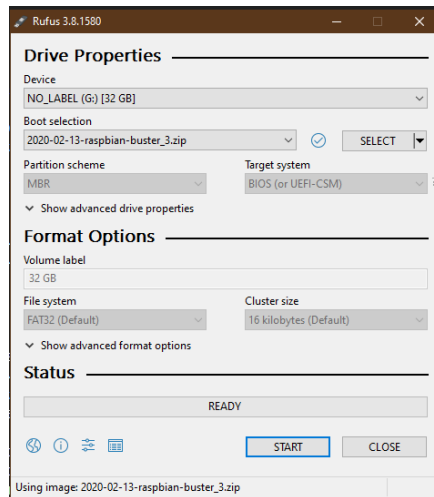 Rufus 3.8.1580
Drive Properties
Device
NO_LABEL (G:) [32 GB]
Boot selection
2020-02-13-raspbian-buster_3.zip SELECT
Partition scheme Target system
MBR BIOS (or UEFI-CSM)
Show advanced drive properties
Format Options
Volume label
32 GB
File system Cluster size
FAT32 (Default) 16 kilobytes (Default)
Show advanced format options
Status
READY
START CLOSE
Using image: 2020-02-13-raspbian-buster_3.zip